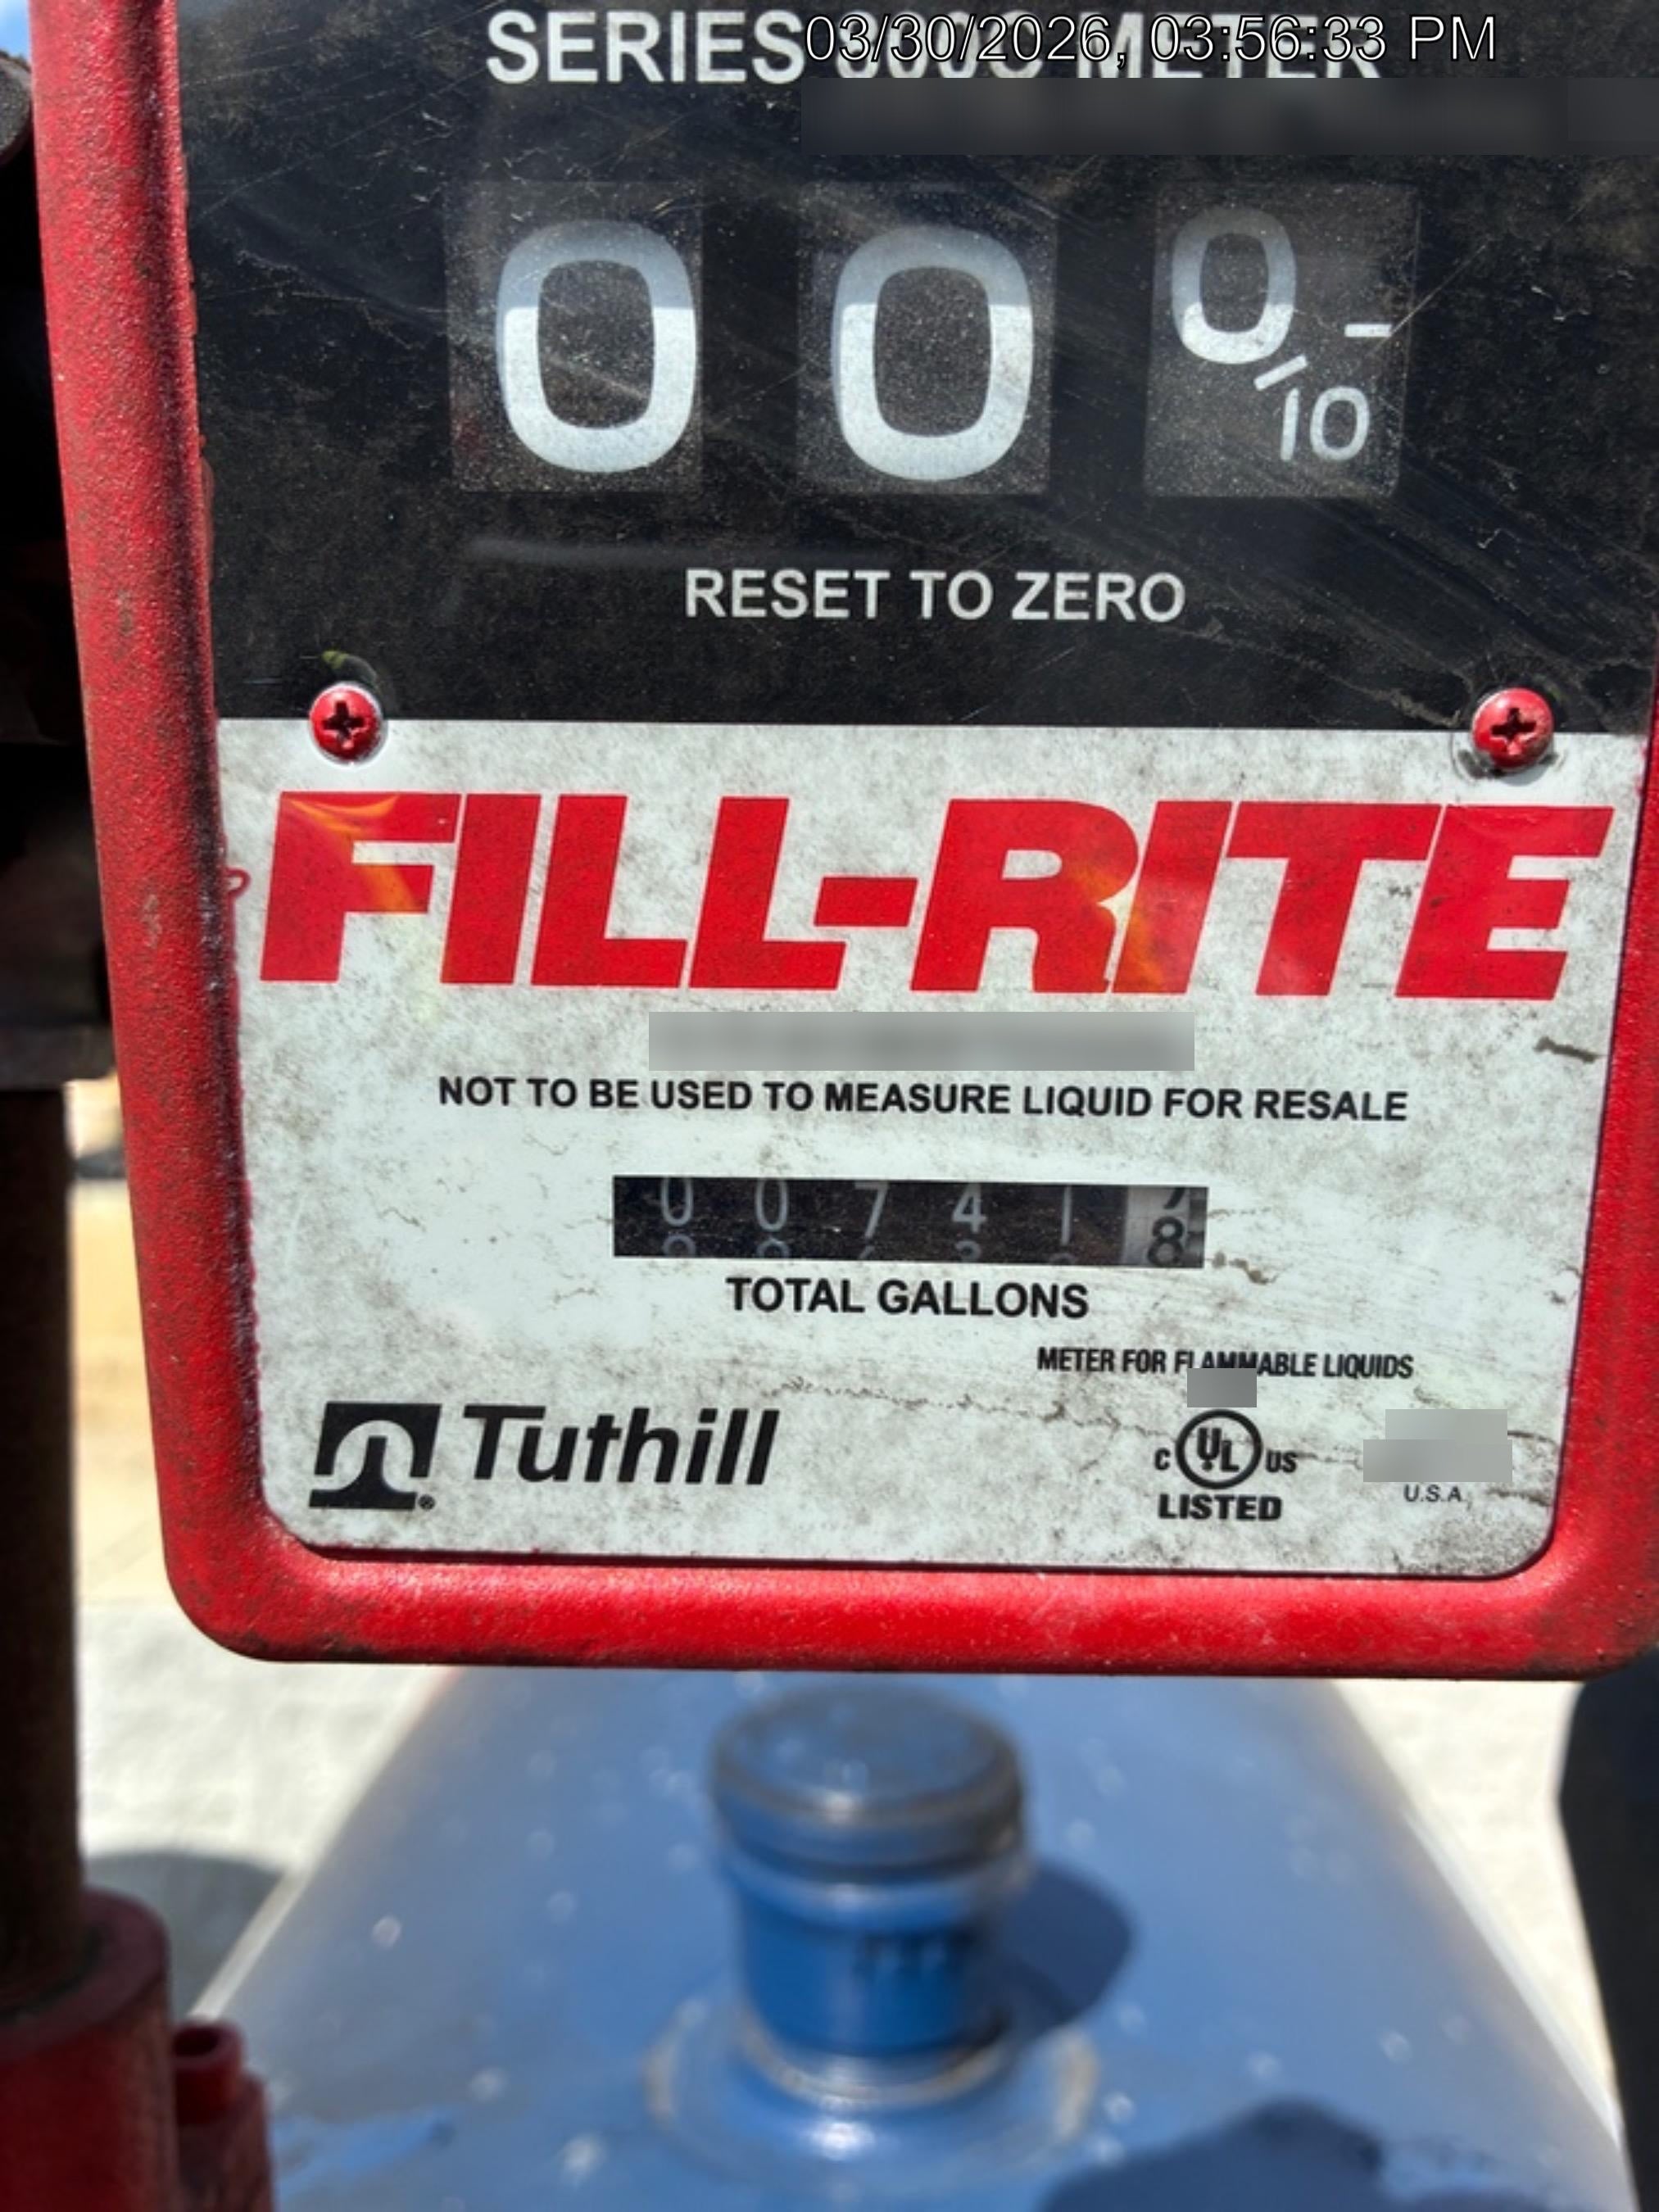 03/30/2026, 03:56:33 PM
SERIES 800C METER
0 0 0/10
RESET TO ZERO
FILL-RITE
NOT TO BE USED TO MEASURE LIQUID FOR RESALE
0 0 7 4 1 8
TOTAL GALLONS
METER FOR FLAMMABLE LIQUIDS
Tuthill ®
C UL US
LISTED
U.S.A.